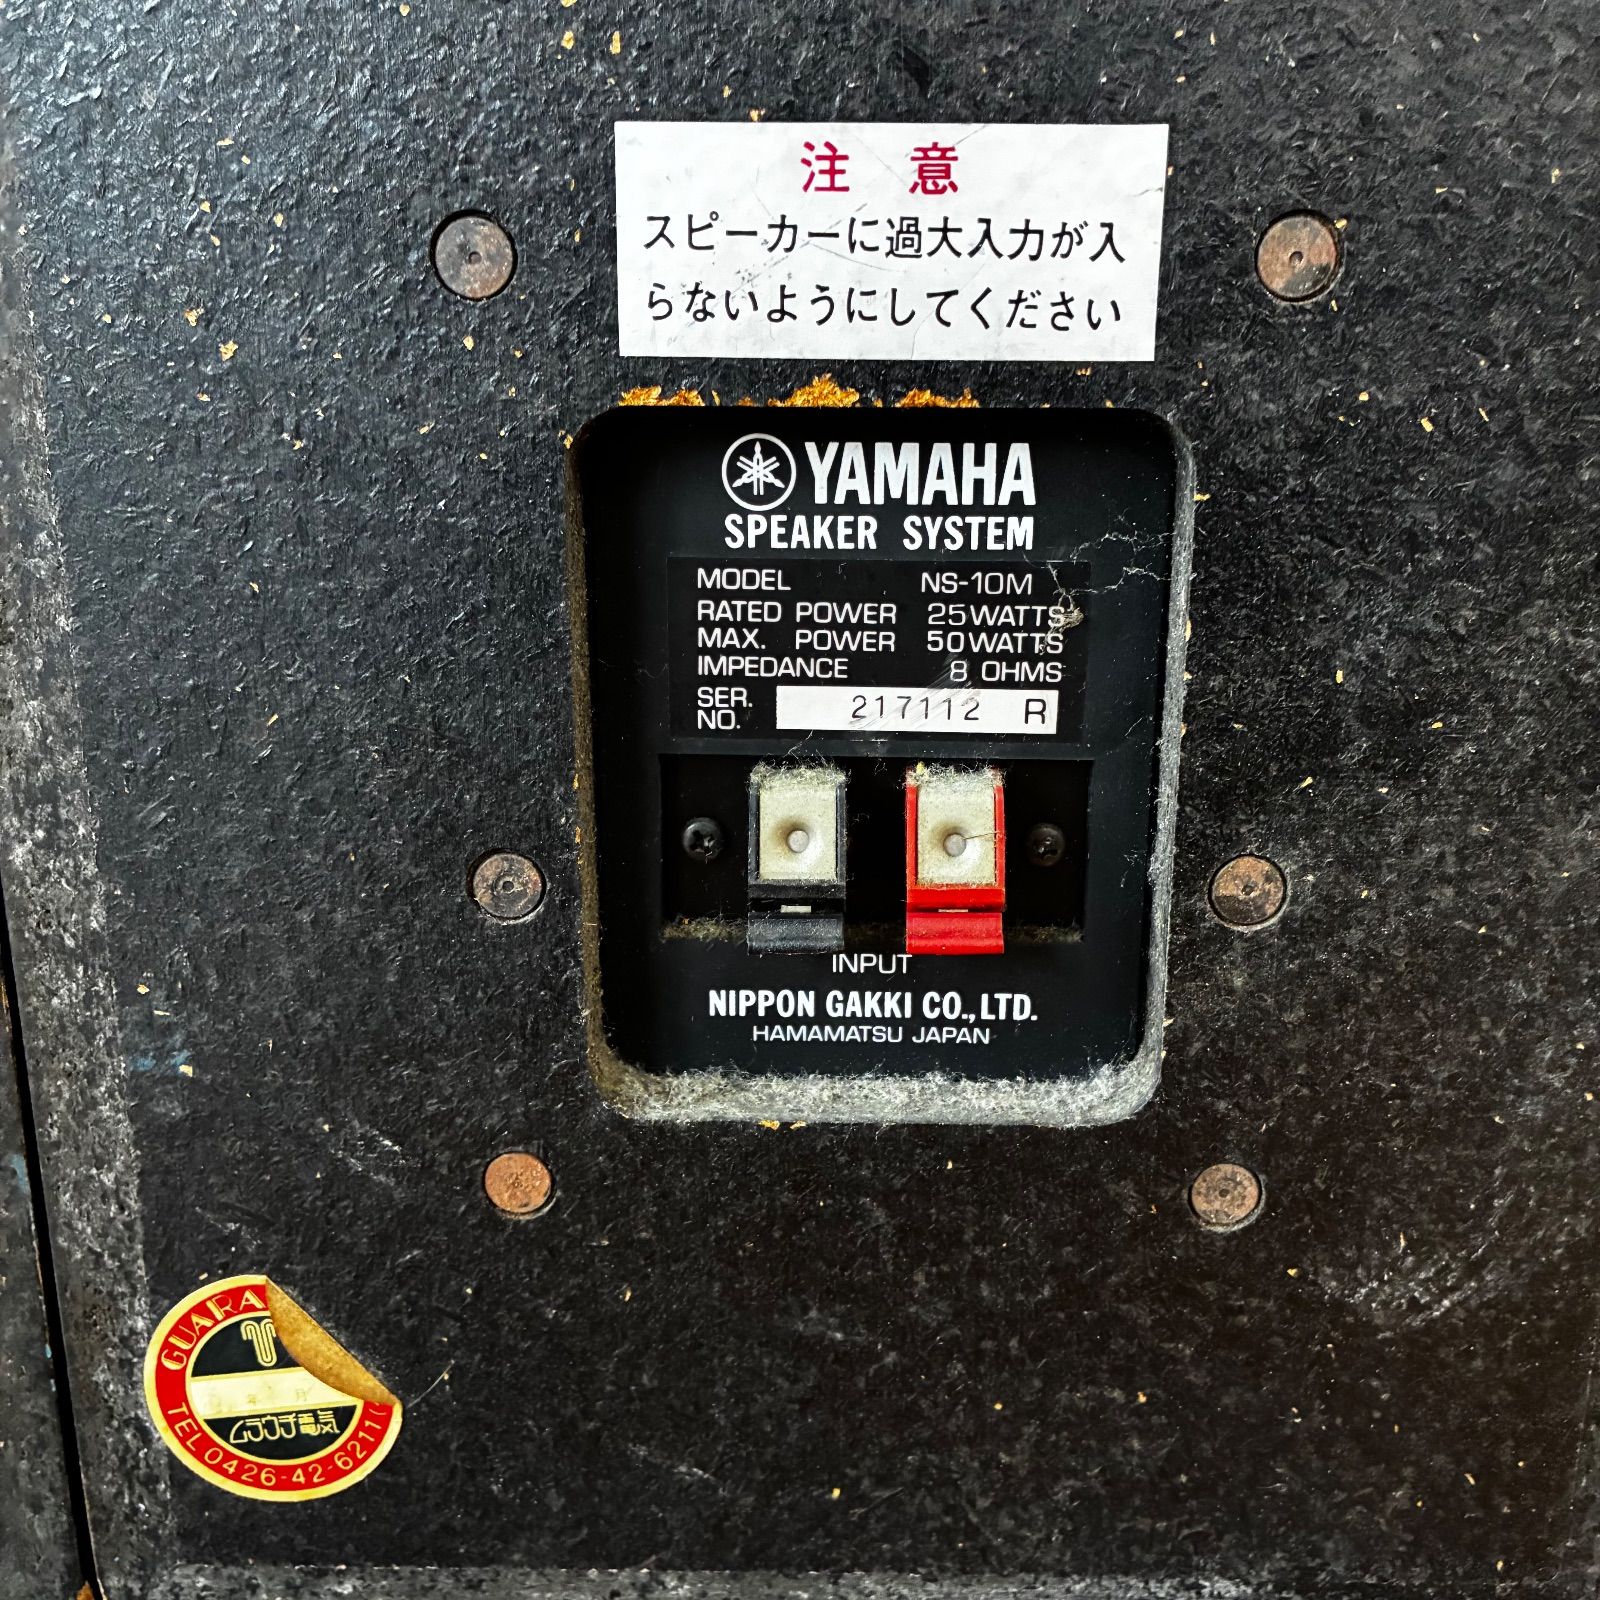 注意
スピーカーに過大入力が入
らないようにしてください
YAMAHA
SPEAKER SYSTEM
MODEL NS-10M
RATED POWER 25WATTS
MAX. POWER 50WATTS
IMPEDANCE 8 OHMS
SER. NO. 217112 R
INPUT
NIPPON GAKKI CO.,LTD.
HAMAMATSU JAPAN
GUARA
年 月
ムラウチ電気
TEL 0426-42-6211(